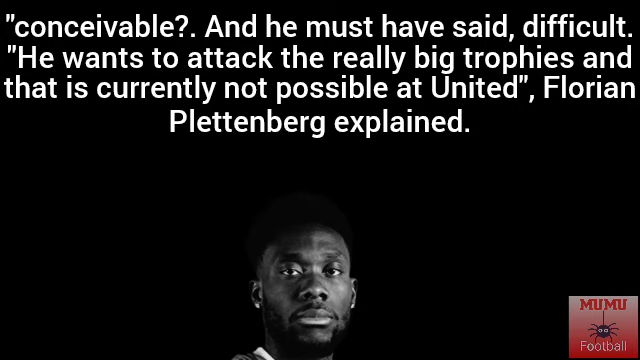 "conceivable?. And he must have said, difficult.
"He wants to attack the really big trophies and
that is currently not possible at United", Florian
Plettenberg explained.
MUMU
Football